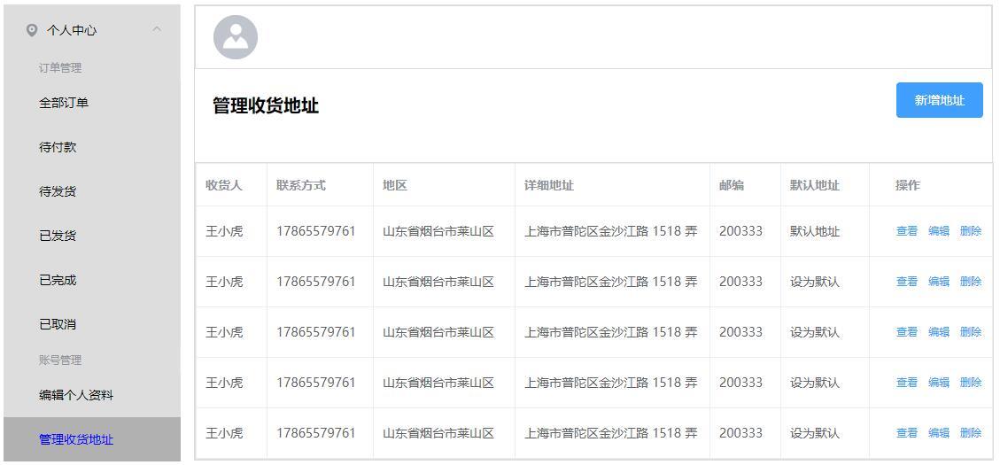 个人中心
订单管理
全部订单
待付款
待发货
已发货
已完成
已取消
账号管理
编辑个人资料
管理收货地址
管理收货地址
新增地址
收货人 联系方式 地区 详细地址 邮编 默认地址 操作
王小虎 17865579761 山东省烟台市莱山区 上海市普陀区金沙江路 1518 弄 200333 默认地址 查看 编辑 删除
王小虎 17865579761 山东省烟台市莱山区 上海市普陀区金沙江路 1518 弄 200333 设为默认 查看 编辑 删除
王小虎 17865579761 山东省烟台市莱山区 上海市普陀区金沙江路 1518 弄 200333 设为默认 查看 编辑 删除
王小虎 17865579761 山东省烟台市莱山区 上海市普陀区金沙江路 1518 弄 200333 设为默认 查看 编辑 删除
王小虎 17865579761 山东省烟台市莱山区 上海市普陀区金沙江路 1518 弄 200333 设为默认 查看 编辑 删除